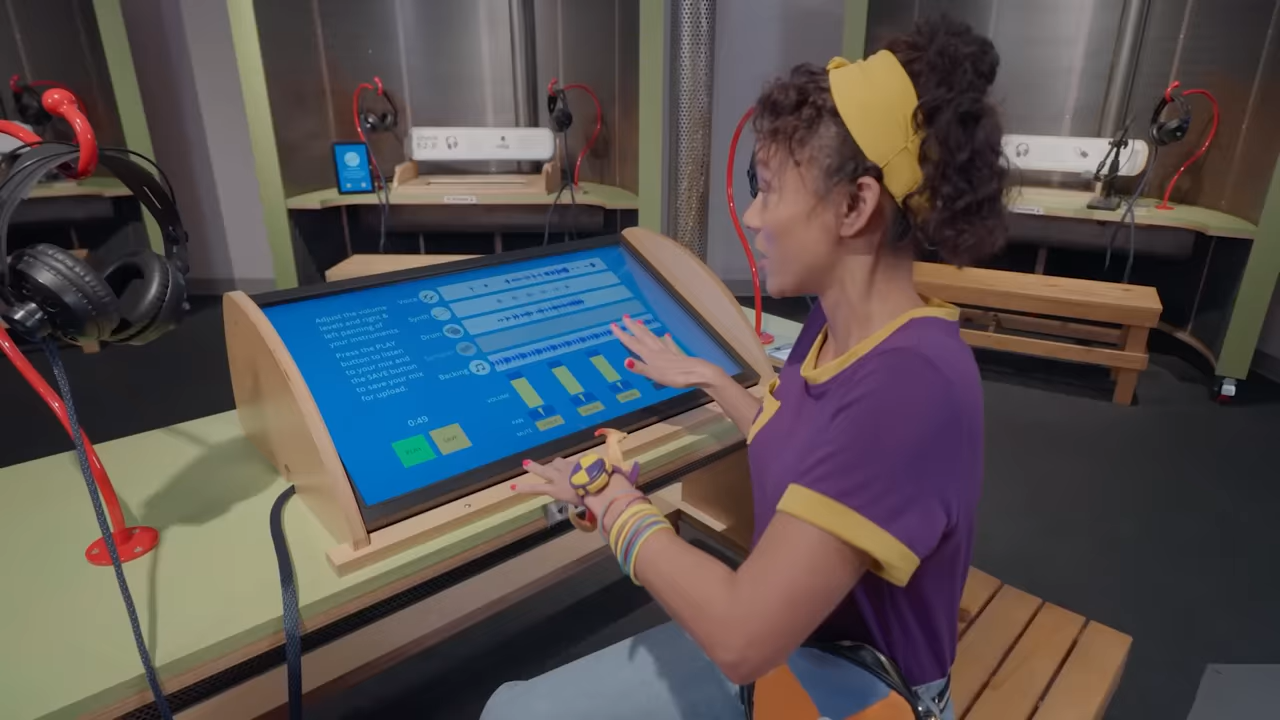 Adjust the volume
levels and right &
left panning of
your instruments
Press the PLAY
button to listen
to your mix and
the SAVE button
to save your mix
for upload.
Voice
Synth
Drum
Backing
VOLUME
PAN
MUTE
0:49
PLAY
SAVE